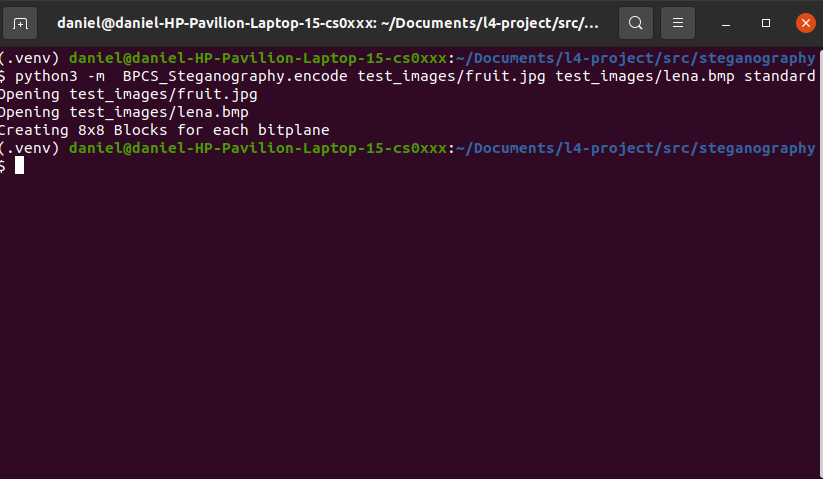 daniel@daniel-HP-Pavilion-Laptop-15-cs0xxx: ~/Documents/l4-project/src/...
(.venv) daniel@daniel-HP-Pavilion-Laptop-15-cs0xxx:~/Documents/l4-project/src/steganography
$ python3 -m  BPCS_Steganography.encode test_images/fruit.jpg test_images/lena.bmp standard
Opening test_images/fruit.jpg
Opening test_images/lena.bmp
Creating 8x8 Blocks for each bitplane
(.venv) daniel@daniel-HP-Pavilion-Laptop-15-cs0xxx:~/Documents/l4-project/src/steganography
$